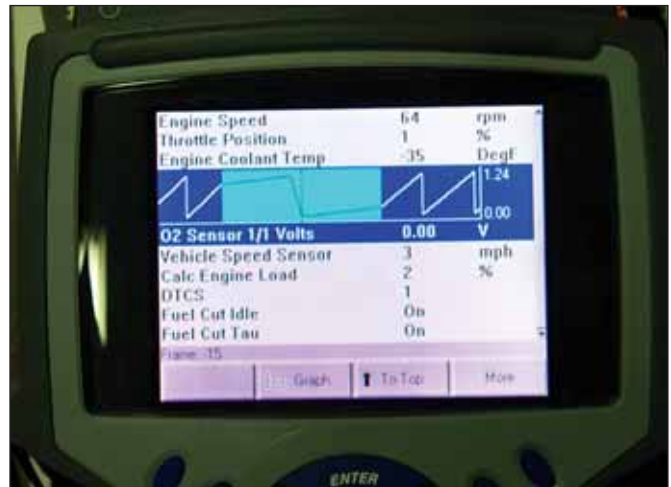 Engine Speed 64 rpm
Throttle Position 1 %
Engine Coolant Temp -35 DegF
1.24
0.00
O2 Sensor 1/1 Volts 0.00 V
Vehicle Speed Sensor 3 mph
Calc Engine Load 2 %
DTCS 1
Fuel Cut Idle On
Fuel Cut Tau On
Frame: -15
Graph To Top More
ENTER